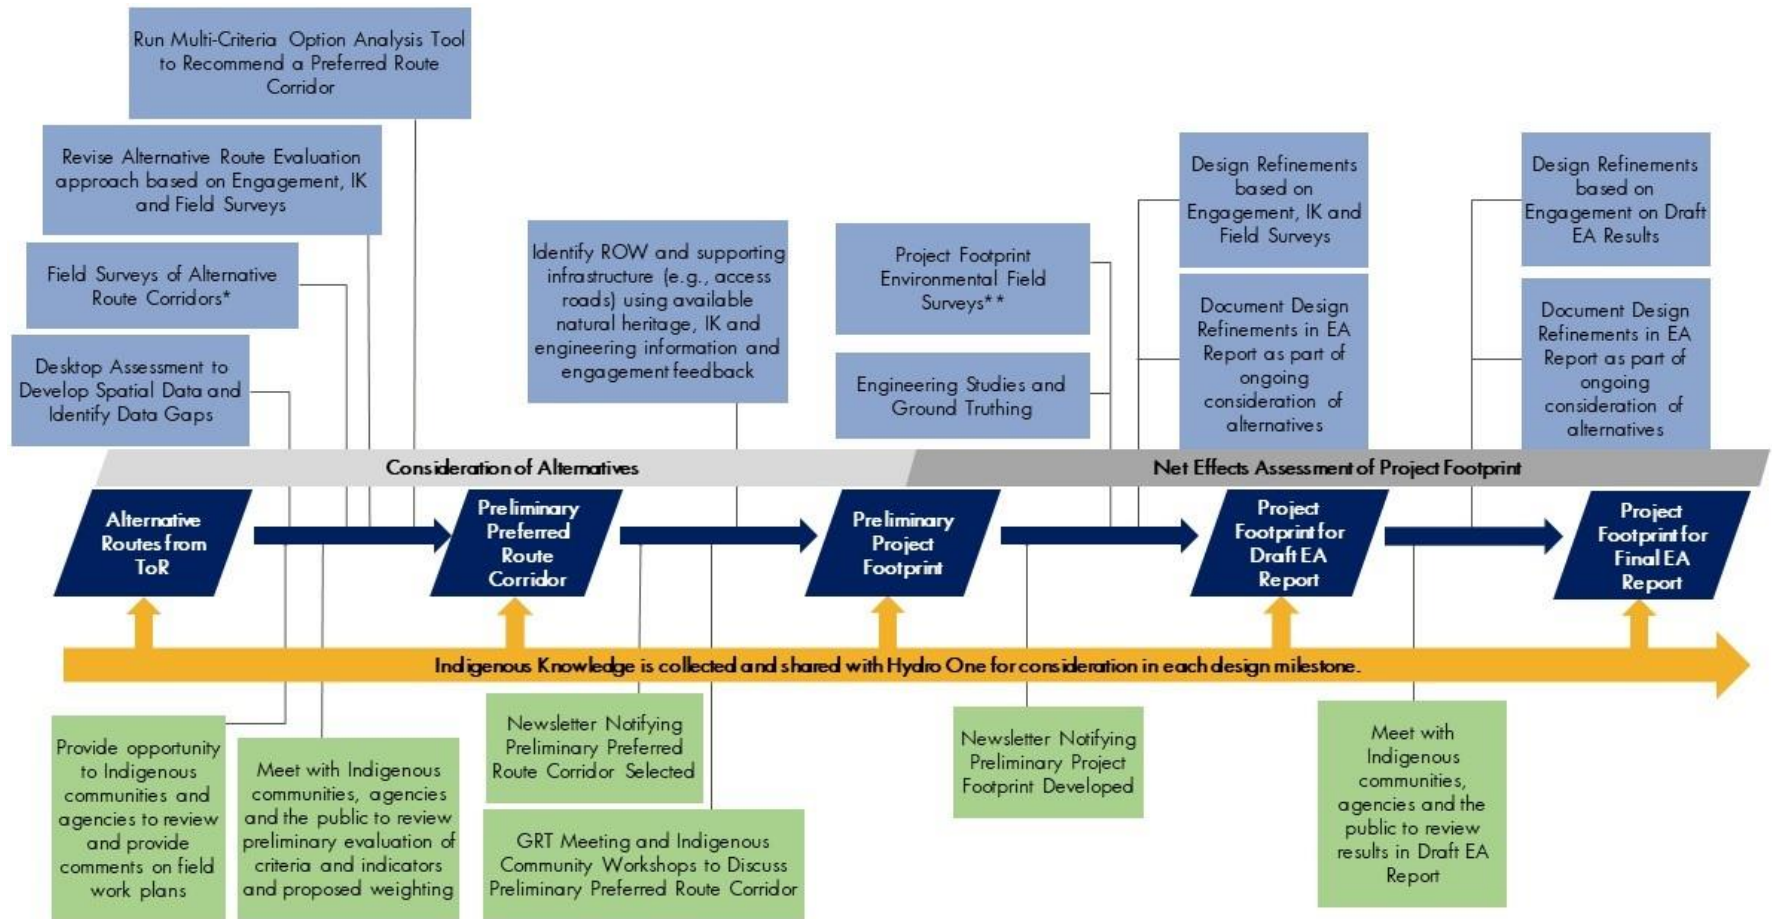 Run Multi-Criteria Option Analysis Tool
to Recommend a Preferred Route
Corridor
Revise Alternative Route Evaluation
approach based on Engagement, IK
and Field Surveys
Field Surveys of Alternative
Route Corridors*
Desktop Assessment to
Develop Spatial Data and
Identify Data Gaps
Identify ROW and supporting
infrastructure (e.g., access
roads) using available
natural heritage, IK and
engineering information and
engagement feedback
Project Footprint
Environmental Field
Surveys**
Engineering Studies and
Ground Truthing
Design Refinements
based on
Engagement, IK and
Field Surveys
Document Design
Refinements in EA
Report as part of
ongoing
consideration of
alternatives
Design Refinements
based on
Engagement on Draft
EA Results
Document Design
Refinements in EA
Report as part of
ongoing
consideration of
alternatives
Consideration of Alternatives
Net Effects Assessment of Project Footprint
Alternative
Routes from
ToR
Preliminary
Preferred
Route
Corridor
Preliminary
Project
Footprint
Project
Footprint for
Draft EA
Report
Project
Footprint for
Final EA
Report
Indigenous Knowledge is collected and shared with Hydro One for consideration in each design milestone.
Provide opportunity
to Indigenous
communities and
agencies to review
and provide
comments on field
work plans
Meet with Indigenous
communities, agencies
and the public to review
preliminary evaluation of
criteria and indicators
and proposed weighting
Newsletter Notifying
Preliminary Preferred
Route Corridor Selected
GRT Meeting and Indigenous
Community Workshops to Discuss
Preliminary Preferred Route Corridor
Newsletter Notifying
Preliminary Project
Footprint Developed
Meet with
Indigenous
communities,
agencies and the
public to review
results in Draft EA
Report